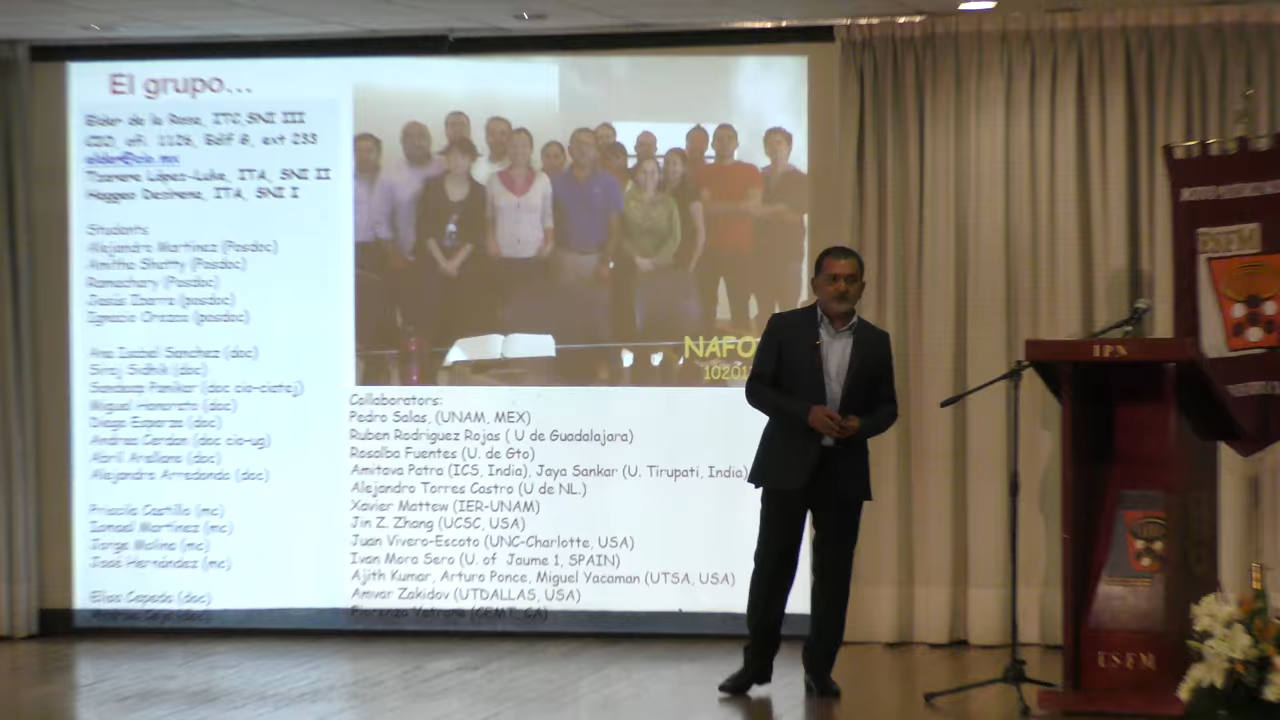 El grupo...
Elder de la Rosa, ITC, SNI III
CIO, ofi. 1126, Edif G, ext 233
elder@cio.mx
Tzarara López-Luke, ITA, SNI II
Haggeo Desirena, ITA, SNI I
Students
Alejandro Martinez (Posdoc)
Amitha Shetty (Posdoc)
Ramachary (Posdoc)
Jesús Ibarra (posdoc)
Ignacio Orozco (posdoc)
Ana Isabel Sanchez (doc)
Siraj Sidhik (doc)
Sandeep Panikar (doc cio-ciatej)
Miguel Honorato (doc)
Diego Esparza (doc)
Andrea Cerdan (doc cio-ug)
Abril Arellano (doc)
Alejandro Arredondo (doc)
Priscila Castillo (mc)
Ismael Martinez (mc)
Jorge Molina (mc)
José Hernández (mc)
Elias Cepeda (doc)
NAFO
10201
Collaborators:
Pedro Salas, (UNAM, MEX)
Ruben Rodriguez Rojas ( U de Guadalajara)
Rosalba Fuentes (U. de Gto)
Amitava Patra (ICS, India), Jaya Sankar (U. Tirupati, India)
Alejandro Torres Castro (U de NL.)
Xavier Mattew (IER-UNAM)
Jin Z. Zhang (UCSC, USA)
Juan Vivero-Escoto (UNC-Charlotte, USA)
Ivan Mora Sero (U. of Jaume 1, SPAIN)
Ajith Kumar, Arturo Ponce, Miguel Yacaman (UTSA, USA)
Anvar Zakidov (UTDALLAS, USA)
IPN
ESFM
ESFM